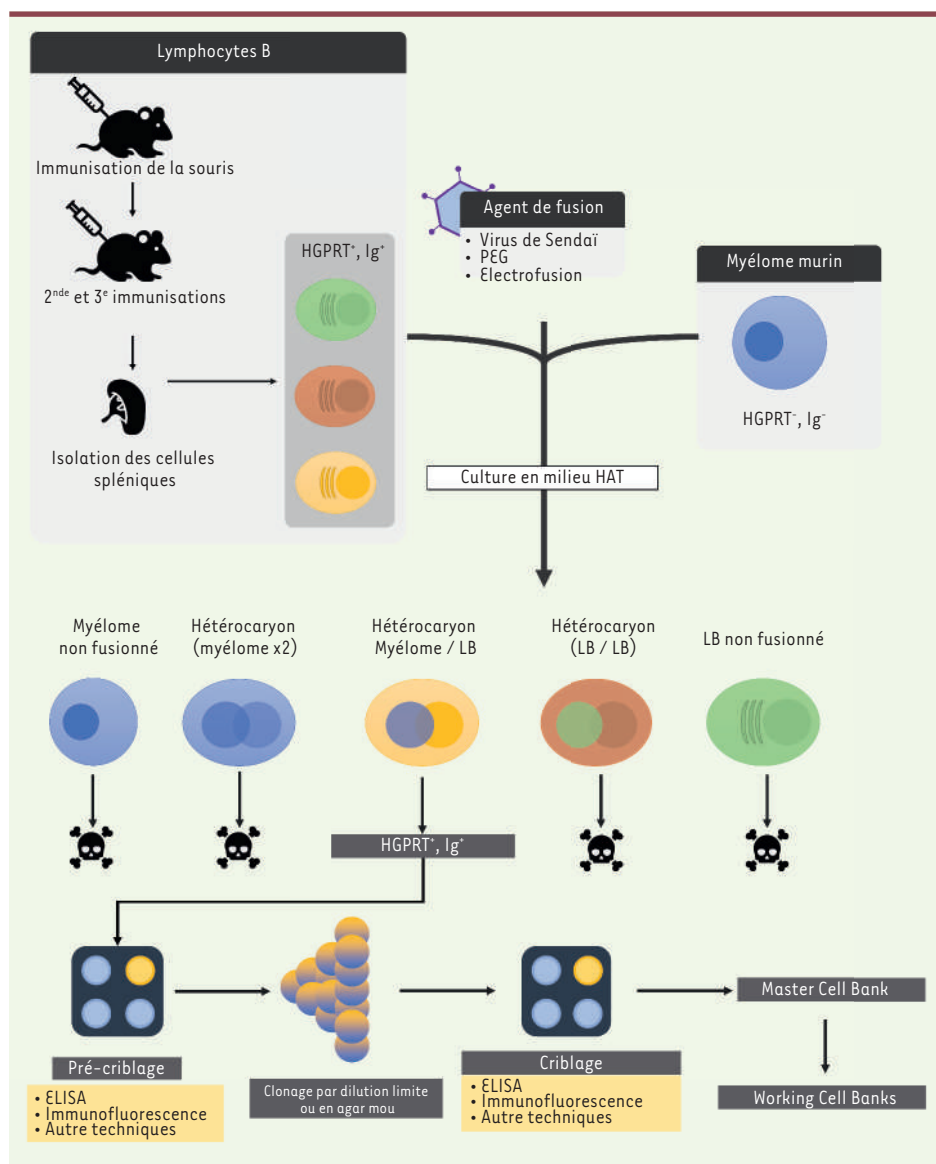 Lymphocytes B
Immunisation de la souris
2nde et 3e immunisations
Isolation des cellules
spléniques
HGPRT+, Ig+
Agent de fusion
• Virus de Sendaï
• PEG
• Electrofusion
Myélome murin
HGPRT-, Ig-
Culture en milieu HAT
Myélome
non fusionné
Hétérocaryon
(myélome x2)
Hétérocaryon
Myélome / LB
Hétérocaryon
(LB / LB)
LB non fusionné
HGPRT+, Ig+
Pré-criblage
• ELISA
• Immunofluorescence
• Autre techniques
Clonage par dilution limite
ou en agar mou
Criblage
• ELISA
• Immunofluorescence
• Autre techniques
Master Cell Bank
Working Cell Banks